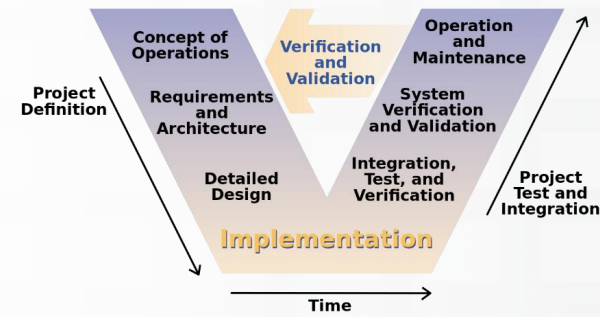 Concept of
Operations
Verification
and
Validation
Operation
and
Maintenance
Project
Definition
Requirements
and
Architecture
System
Verification
and Validation
Detailed
Design
Integration,
Test, and
Verification
Project
Test and
Integration
Implementation
Time